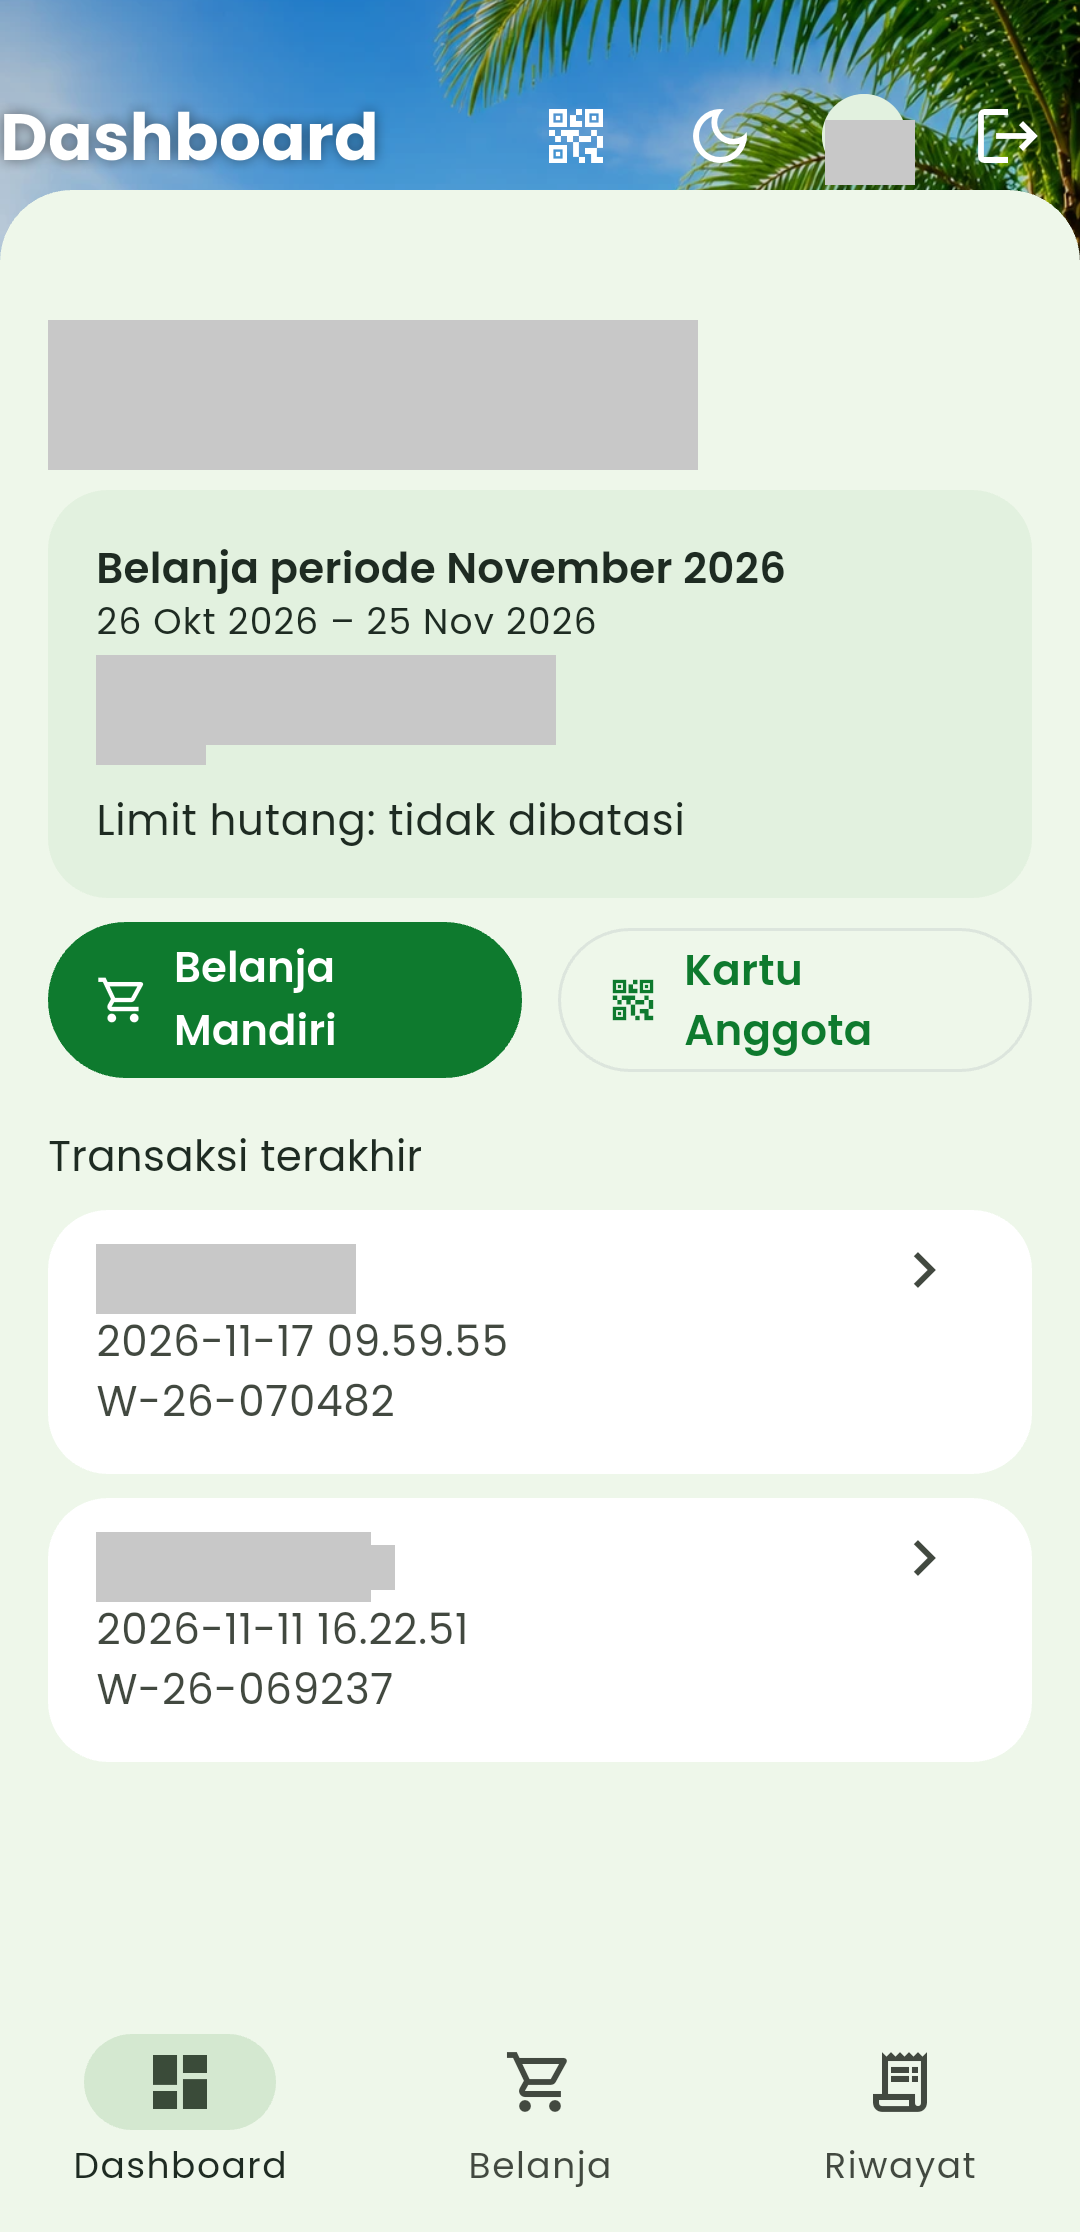 Dashboard
Belanja periode November 2026
26 Okt 2026 – 25 Nov 2026
Limit hutang: tidak dibatasi
Belanja
Mandiri
Kartu
Anggota
Transaksi terakhir
2026-11-17 09.59.55
W-26-070482
2026-11-11 16.22.51
W-26-069237
Dashboard
Belanja
Riwayat